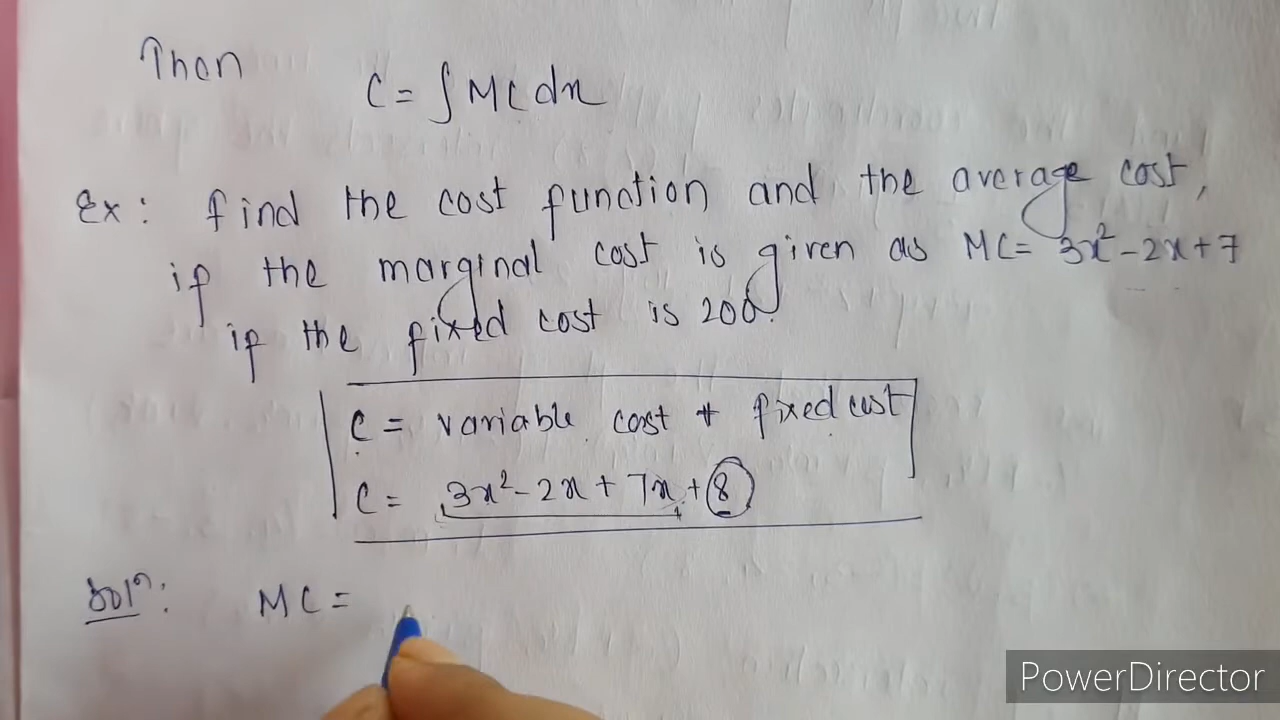 Then
C = ∫ MC dx
Ex: find the cost function and the average cost,
if the marginal cost is given as MC = 3x² - 2x + 7
if the fixed cost is 200.
C = variable cost + fixed cost
C = 3x² - 2x + 7x + 8
Solⁿ: MC =
PowerDirector